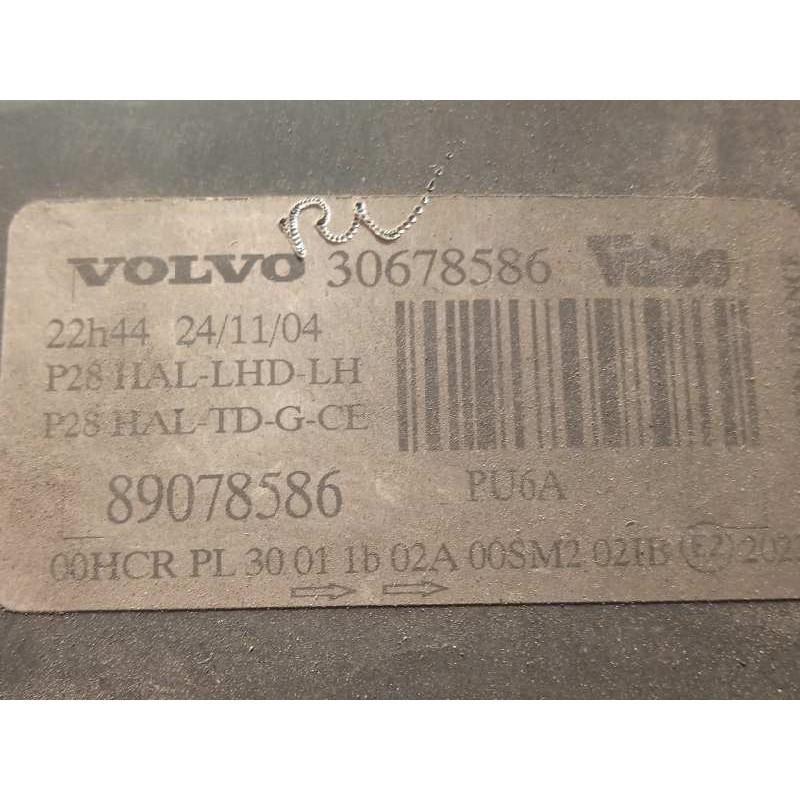 VOLVO 30678586 Valeo
22h44 24/11/04
P28 HAL-LHD-LH
P28 HAL-TD-G-CE
89078586
PU6A
00HCR PL 30 01 1b 02A 00SM2 021B E2